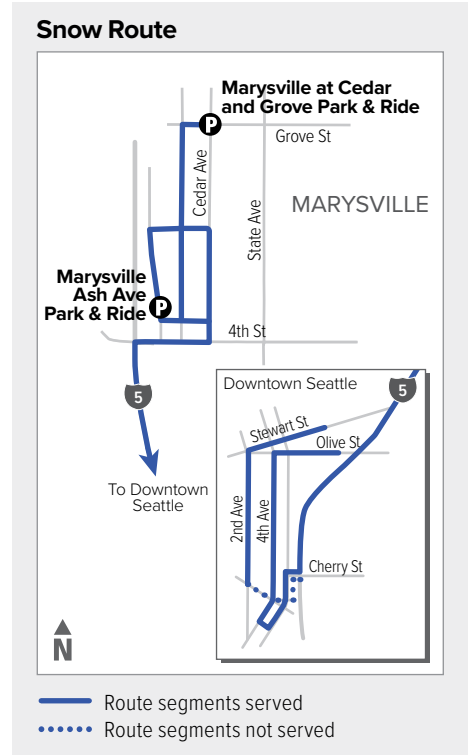 Snow Route
Marysville at Cedar
and Grove Park & Ride
P
Grove St
Cedar Ave
State Ave
MARYSVILLE
Marysville
Ash Ave
Park & Ride
P
4th St
5
To Downtown
Seattle
Downtown Seattle
5
Stewart St
Olive St
2nd Ave
4th Ave
Cherry St
N
Route segments served
Route segments not served